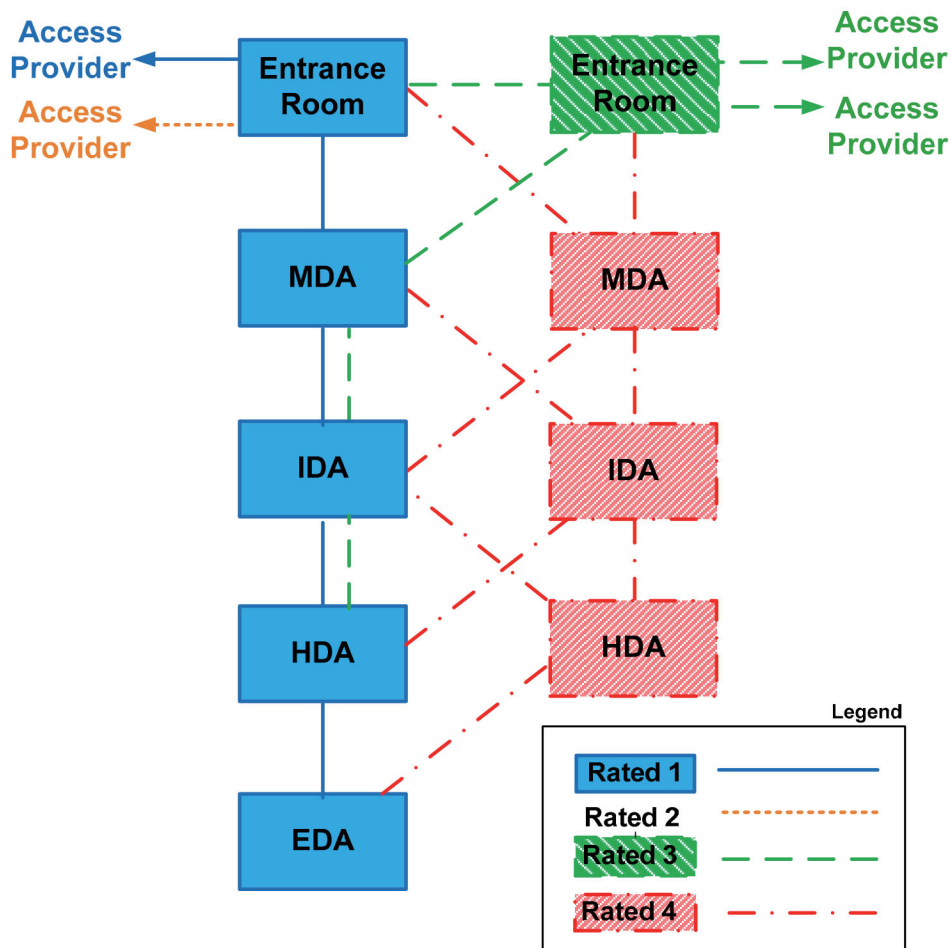 Access
Provider
Access
Provider
Entrance
Room
Entrance
Room
Access
Provider
Access
Provider
MDA
MDA
IDA
IDA
HDA
HDA
EDA
Legend
Rated 1
Rated 2
Rated 3
Rated 4